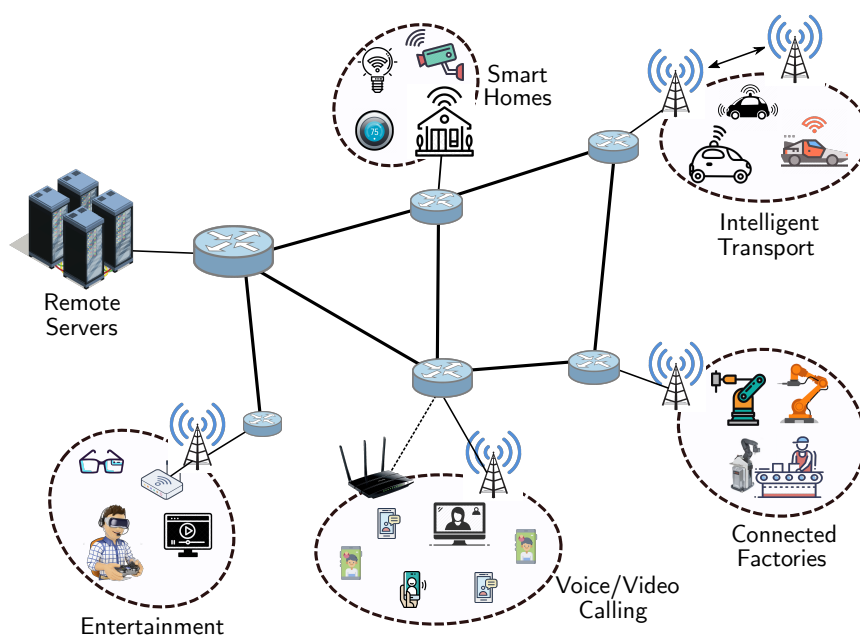 Smart
Homes
75
Intelligent
Transport
Remote
Servers
Connected
Factories
Voice/Video
Calling
Entertainment